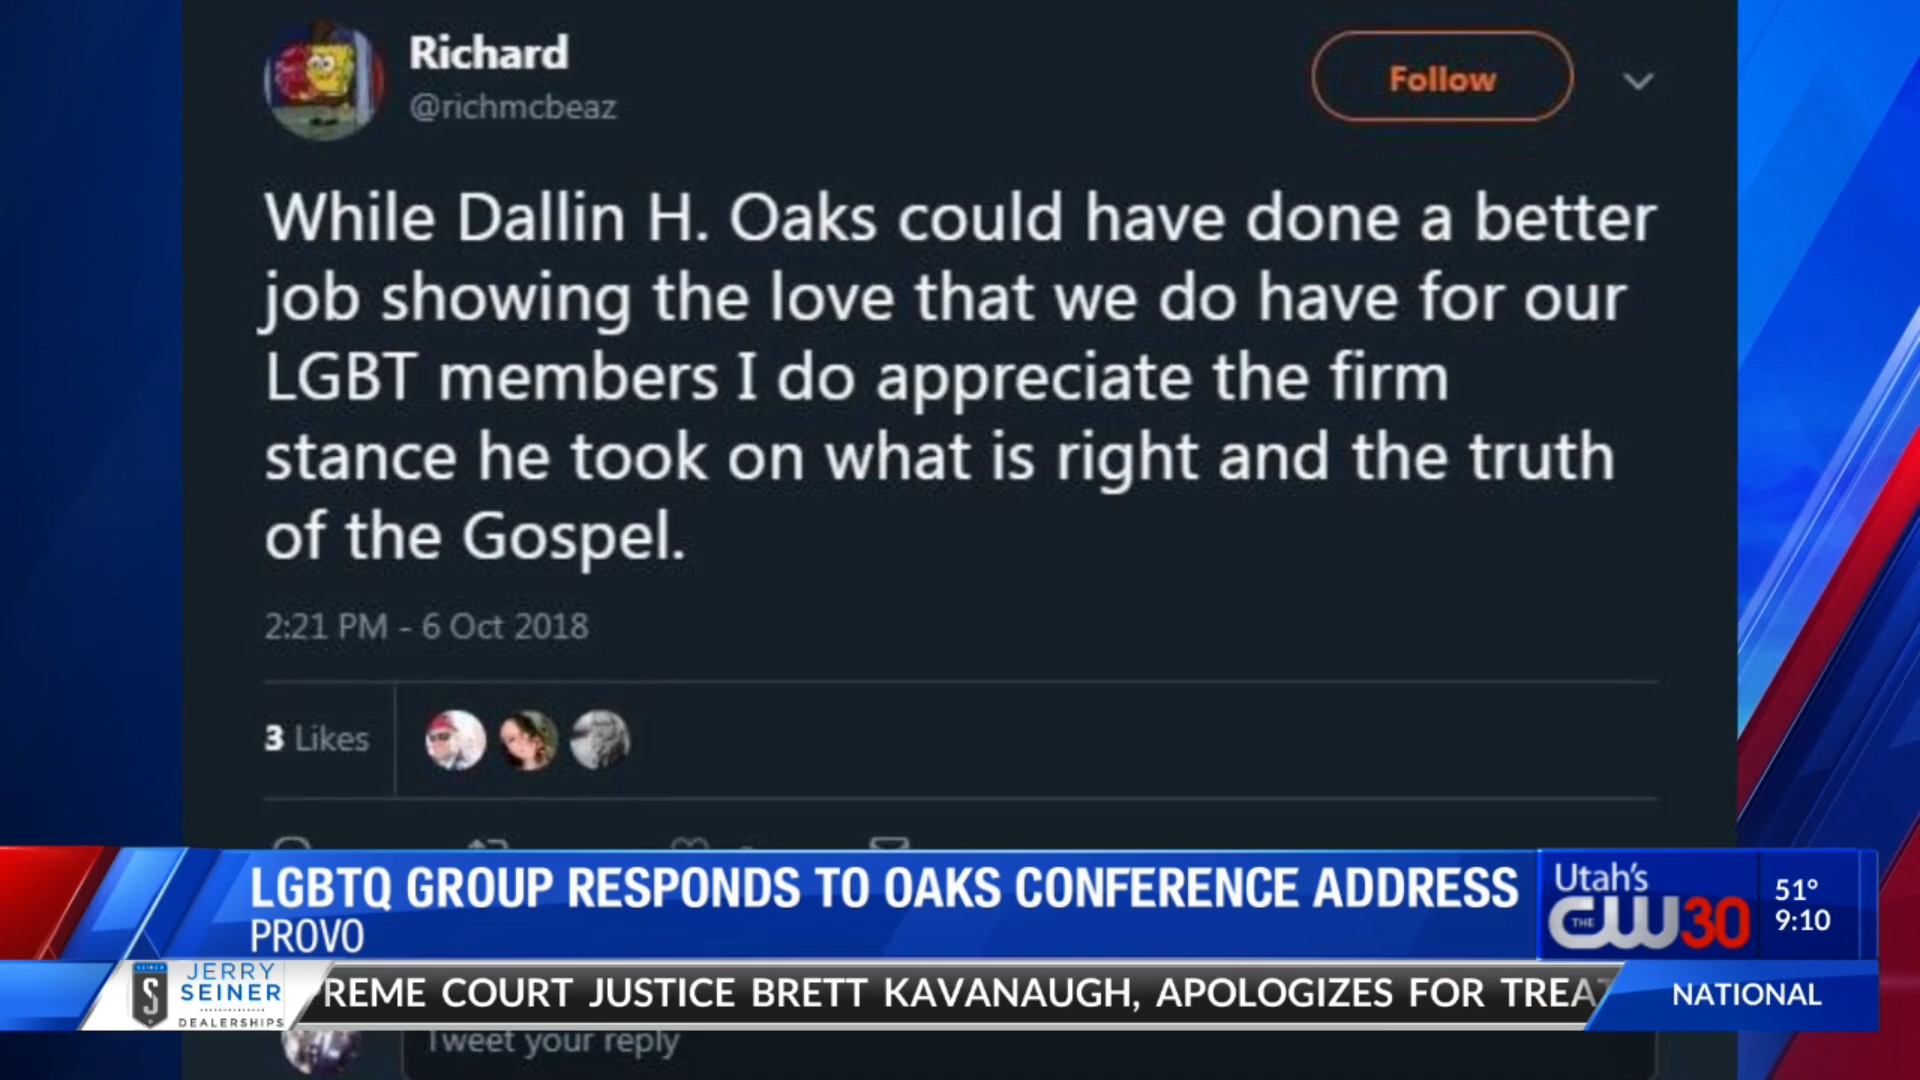 Richard
@richmcbeaz
Follow
While Dallin H. Oaks could have done a better
job showing the love that we do have for our
LGBT members I do appreciate the firm
stance he took on what is right and the truth
of the Gospel.
2:21 PM - 6 Oct 2018
3 Likes
LGBTQ GROUP RESPONDS TO OAKS CONFERENCE ADDRESS
PROVO
Utah's
THE CW30
51°
9:10
SEINER
S
JERRY
SEINER
DEALERSHIPS
PREME COURT JUSTICE BRETT KAVANAUGH, APOLOGIZES FOR TREA
NATIONAL
Tweet your reply